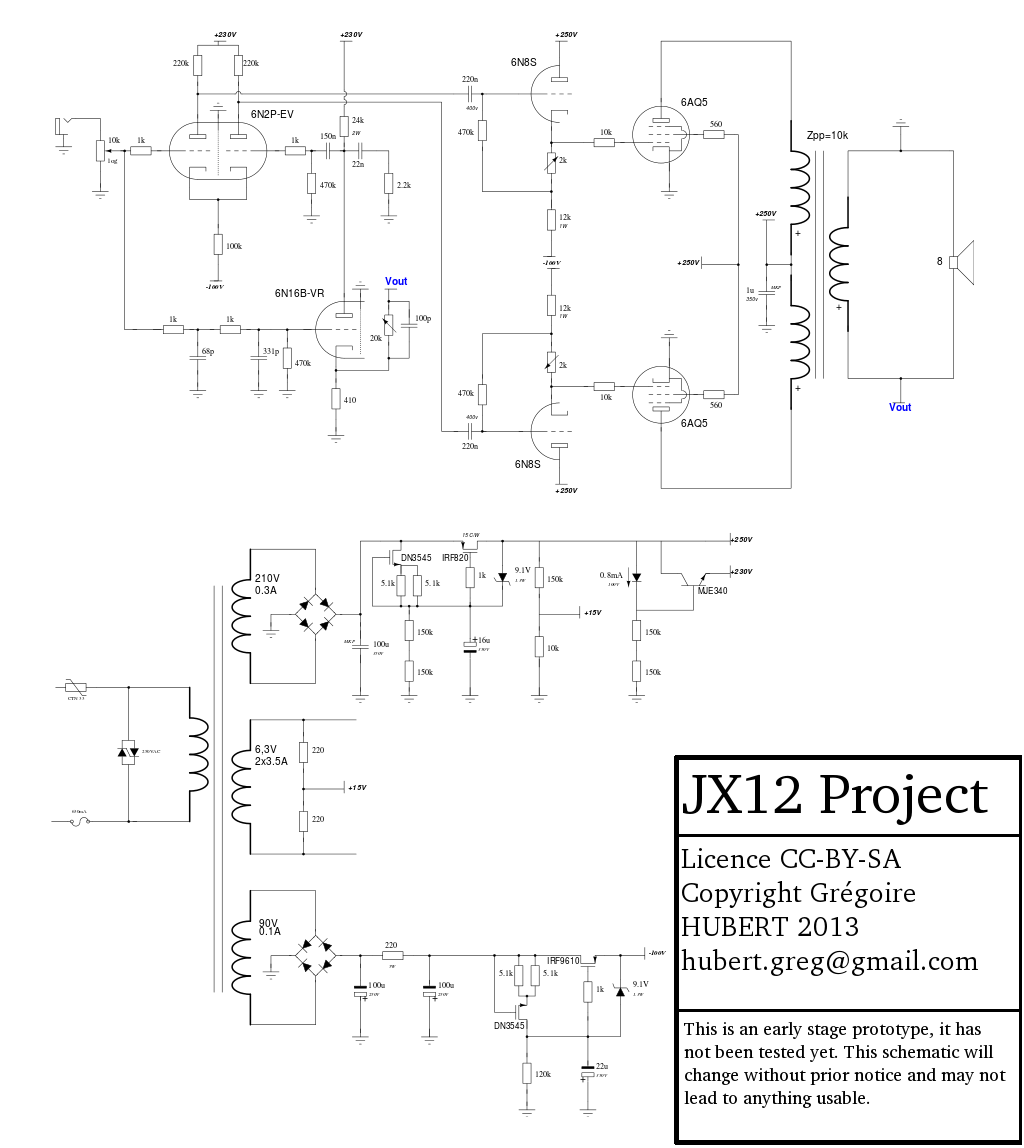 +230V
+230V
+250V
220k
220k
6N2P-EV
10k
log
1k
1k
150n
24k
2W
22n
470k
2.2k
100k
-100V
220n
400v
470k
6N8S
2k
12k
1W
-100V
10k
6AQ5
560
+250V
+250V
1u
350v
MKP
Zpp=10k
+
+
+
8
Vout
1k
1k
68p
331p
470k
6N16B-VR
Vout
20k
100p
410
12k
1W
2k
470k
400v
220n
6N8S
+250V
10k
6AQ5
560
210V
0.3A
MKP
100u
DN3545
5.1k
5.1k
150k
150k
15C/W
IRF820
1k
+
16u
9.1V
150k
+15V
10k
0.8mA
150k
150k
MJE340
+250V
+230V
6,3V
2x3.5A
220
+15V
220
90V
0.1A
100u
+
220
100u
+
5.1k
5.1k
DN3545
120k
IRF9610
1k
22u
+
9.1V
-100V
JX12 Project
Licence CC-BY-SA
Copyright Grégoire
HUBERT 2013
hubert.greg@gmail.com
This is an early stage prototype, it has
not been tested yet. This schematic will
change without prior notice and may not
lead to anything usable.